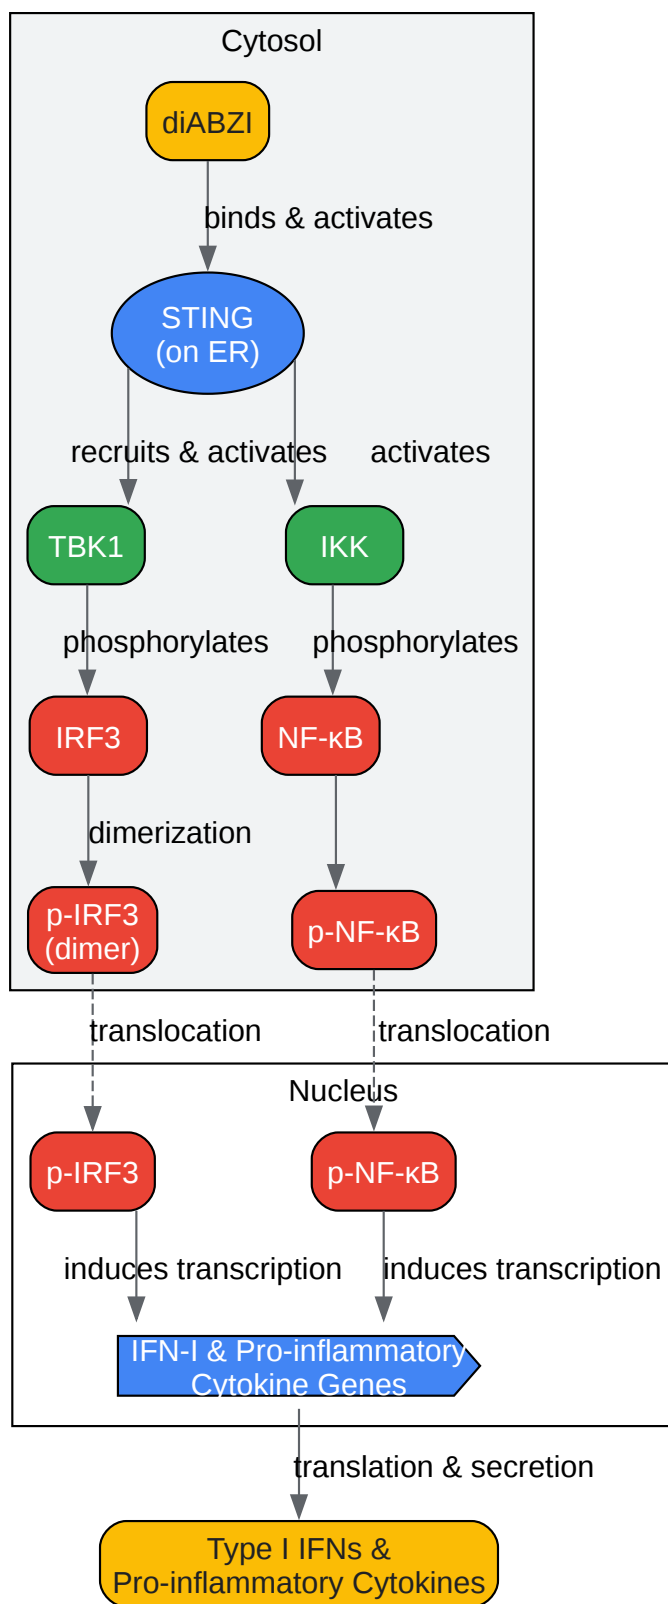 Cytosol
diABZI
binds & activates
STING
(on ER)
recruits & activates
activates
TBK1
IKK
phosphorylates
phosphorylates
IRF3
NF-κB
dimerization
p-IRF3
(dimer)
p-NF-κB
translocation
translocation
Nucleus
p-IRF3
p-NF-κB
induces transcription
induces transcription
IFN-I & Pro-inflammatory
Cytokine Genes
translation & secretion
Type I IFNs &
Pro-inflammatory Cytokines